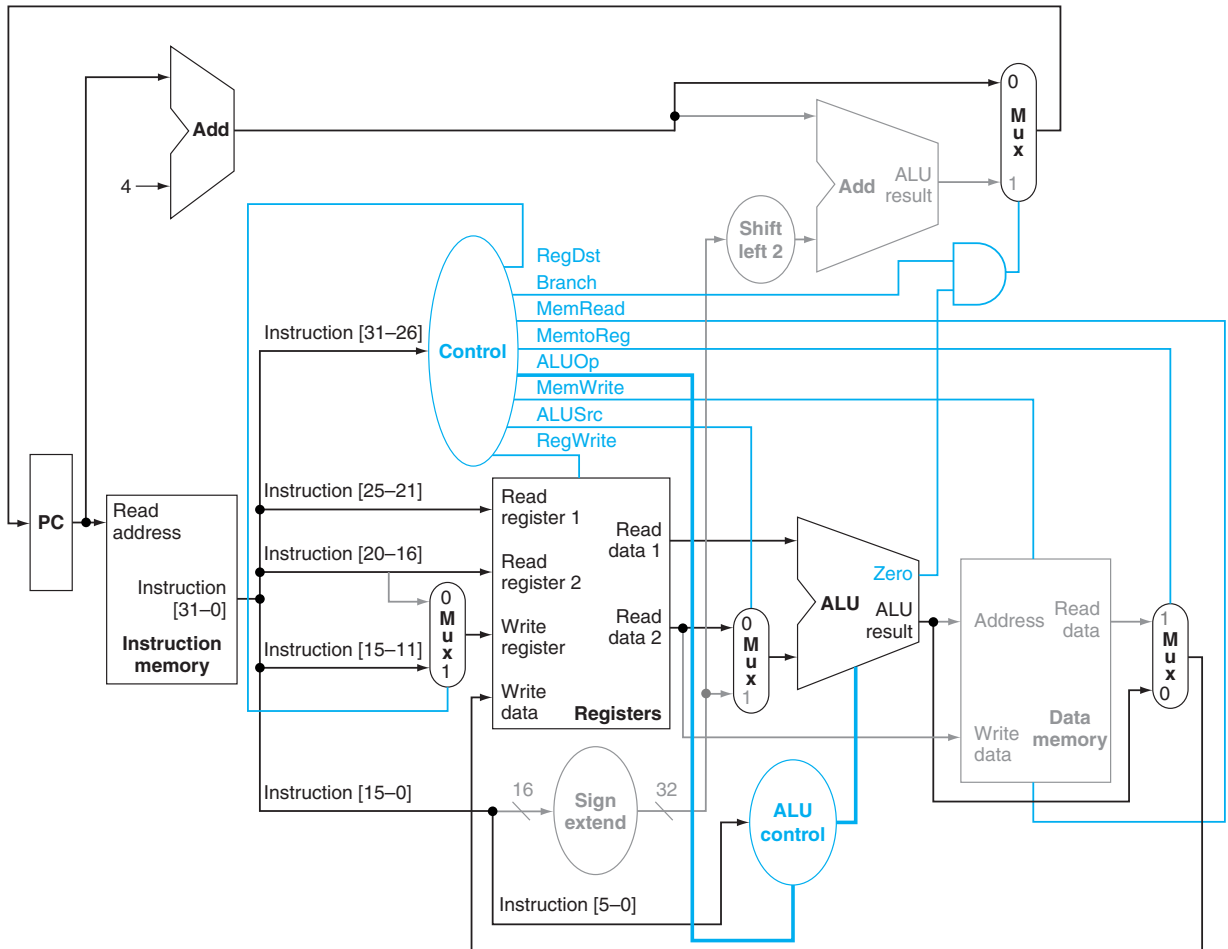 0
M
u
x
1
Add
Add
ALU
result
4
Shift
left 2
RegDst
Branch
MemRead
MemtoReg
ALUOp
MemWrite
ALUSrc
RegWrite
Instruction [31–26]
Control
PC
Read
address
Instruction
[31–0]
Instruction
memory
Instruction [25–21]
Instruction [20–16]
Instruction [15–11]
0
M
u
x
1
Read
register 1
Read
register 2
Write
register
Write
data
Read
data 1
Read
data 2
Registers
0
M
u
x
1
Zero
ALU
ALU
result
Address
Read
data
Write
data
Data
memory
1
M
u
x
0
Instruction [15–0]
16
Sign
extend
32
ALU
control
Instruction [5–0]